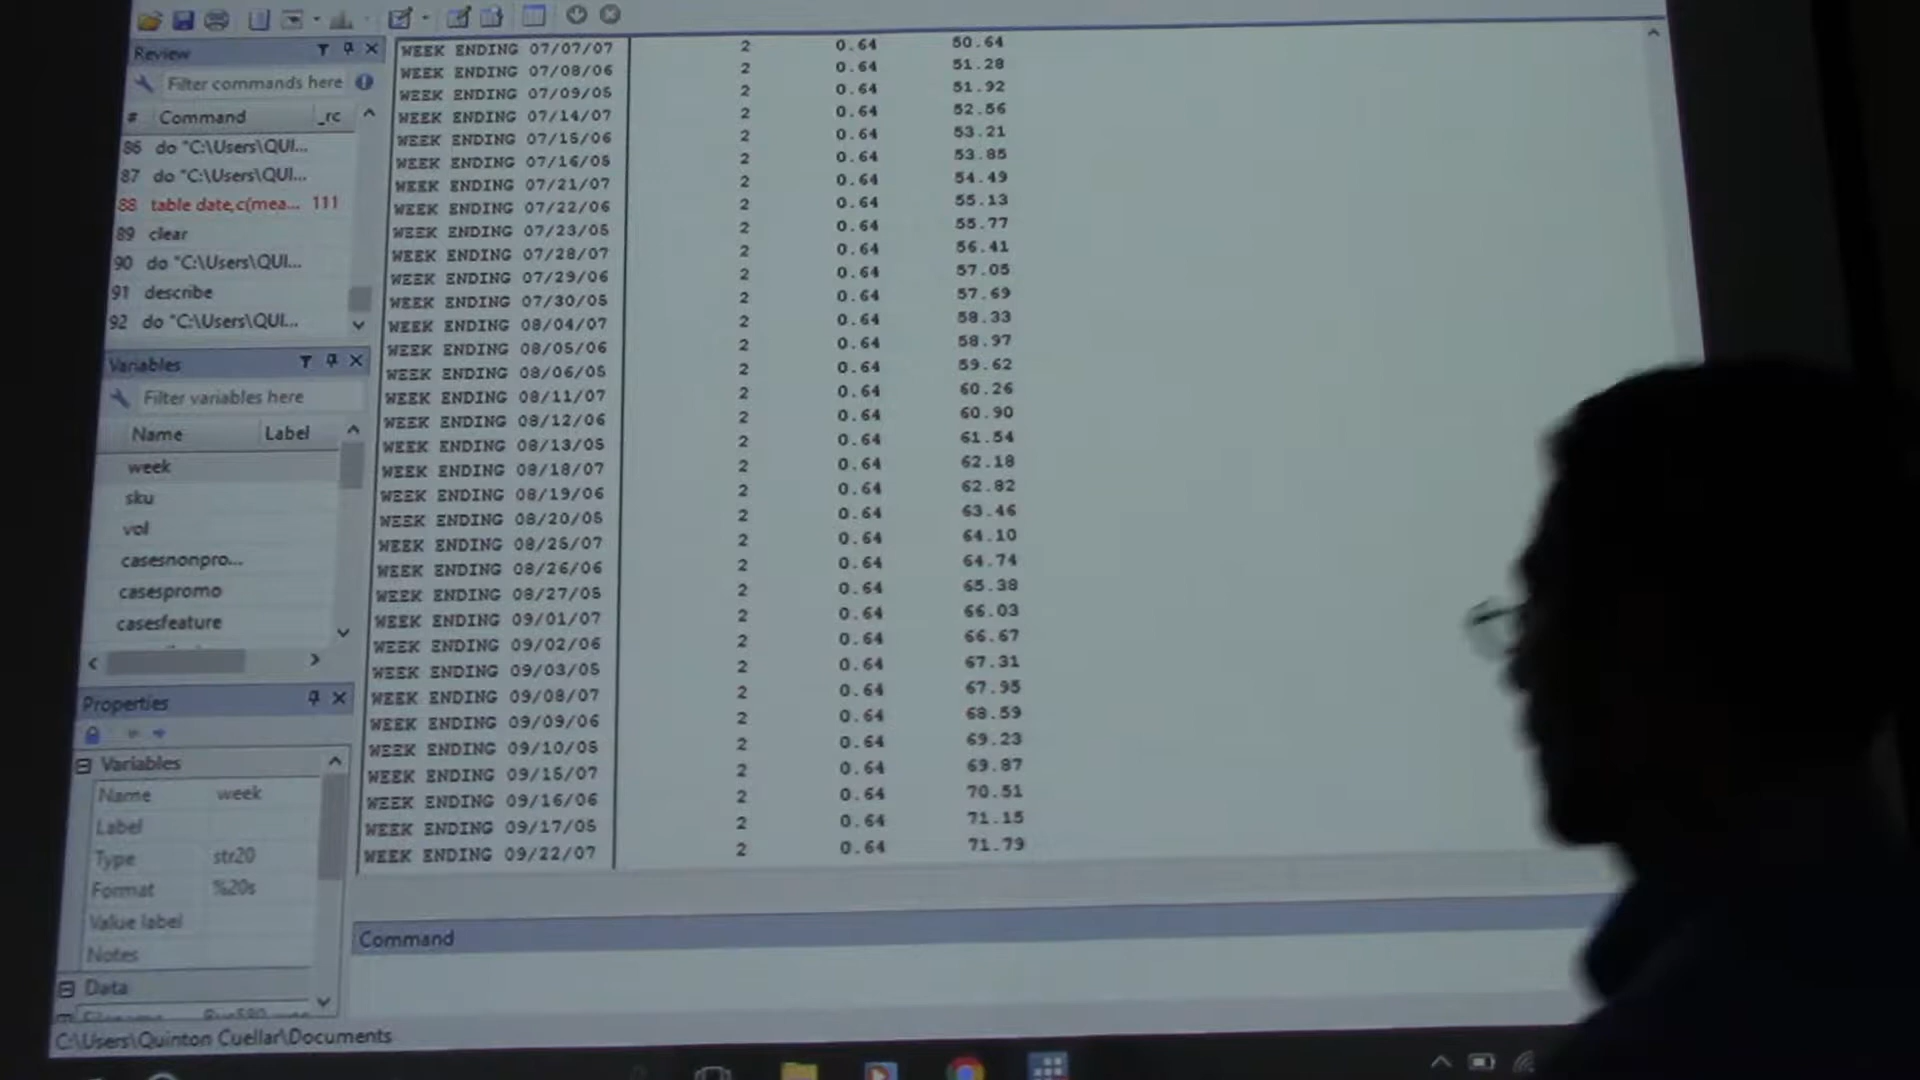 Review
Filter commands here
# Command _rc
86 do "C:\Users\QUI...
87 do "C:\Users\QUI...
88 table date,c(mea... 111
89 clear
90 do "C:\Users\QUI...
91 describe
92 do "C:\Users\QUI...
Variables
Filter variables here
Name Label
week
sku
vol
casesnonpro...
casespromo
casesfeature
Properties
Variables
Name week
Label
Type str20
Format %20s
Value label
Notes
Data
WEEK ENDING 07/07/07 2 0.64 50.64
WEEK ENDING 07/08/06 2 0.64 51.28
WEEK ENDING 07/09/05 2 0.64 51.92
WEEK ENDING 07/14/07 2 0.64 52.56
WEEK ENDING 07/15/06 2 0.64 53.21
WEEK ENDING 07/16/05 2 0.64 53.85
WEEK ENDING 07/21/07 2 0.64 54.49
WEEK ENDING 07/22/06 2 0.64 55.13
WEEK ENDING 07/23/05 2 0.64 55.77
WEEK ENDING 07/28/07 2 0.64 56.41
WEEK ENDING 07/29/06 2 0.64 57.05
WEEK ENDING 07/30/05 2 0.64 57.69
WEEK ENDING 08/04/07 2 0.64 58.33
WEEK ENDING 08/05/06 2 0.64 58.97
WEEK ENDING 08/06/05 2 0.64 59.62
WEEK ENDING 08/11/07 2 0.64 60.26
WEEK ENDING 08/12/06 2 0.64 60.90
WEEK ENDING 08/13/05 2 0.64 61.54
WEEK ENDING 08/18/07 2 0.64 62.18
WEEK ENDING 08/19/06 2 0.64 62.82
WEEK ENDING 08/20/05 2 0.64 63.46
WEEK ENDING 08/25/07 2 0.64 64.10
WEEK ENDING 08/26/06 2 0.64 64.74
WEEK ENDING 08/27/05 2 0.64 65.38
WEEK ENDING 09/01/07 2 0.64 66.03
WEEK ENDING 09/02/06 2 0.64 66.67
WEEK ENDING 09/03/05 2 0.64 67.31
WEEK ENDING 09/08/07 2 0.64 67.95
WEEK ENDING 09/09/06 2 0.64 68.59
WEEK ENDING 09/10/05 2 0.64 69.23
WEEK ENDING 09/15/07 2 0.64 69.87
WEEK ENDING 09/16/06 2 0.64 70.51
WEEK ENDING 09/17/05 2 0.64 71.15
WEEK ENDING 09/22/07 2 0.64 71.79
Command
C:\Users\Quinton Cuellar\Documents